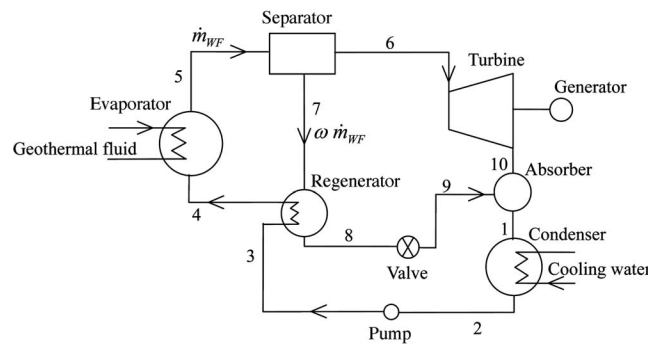 Separator
ṁ_WF
6
Turbine
5
Generator
Evaporator
7
ω ṁ_WF
Geothermal fluid
10
Absorber
Regenerator
9
4
1
8
Condenser
3
Valve
Cooling water
2
Pump